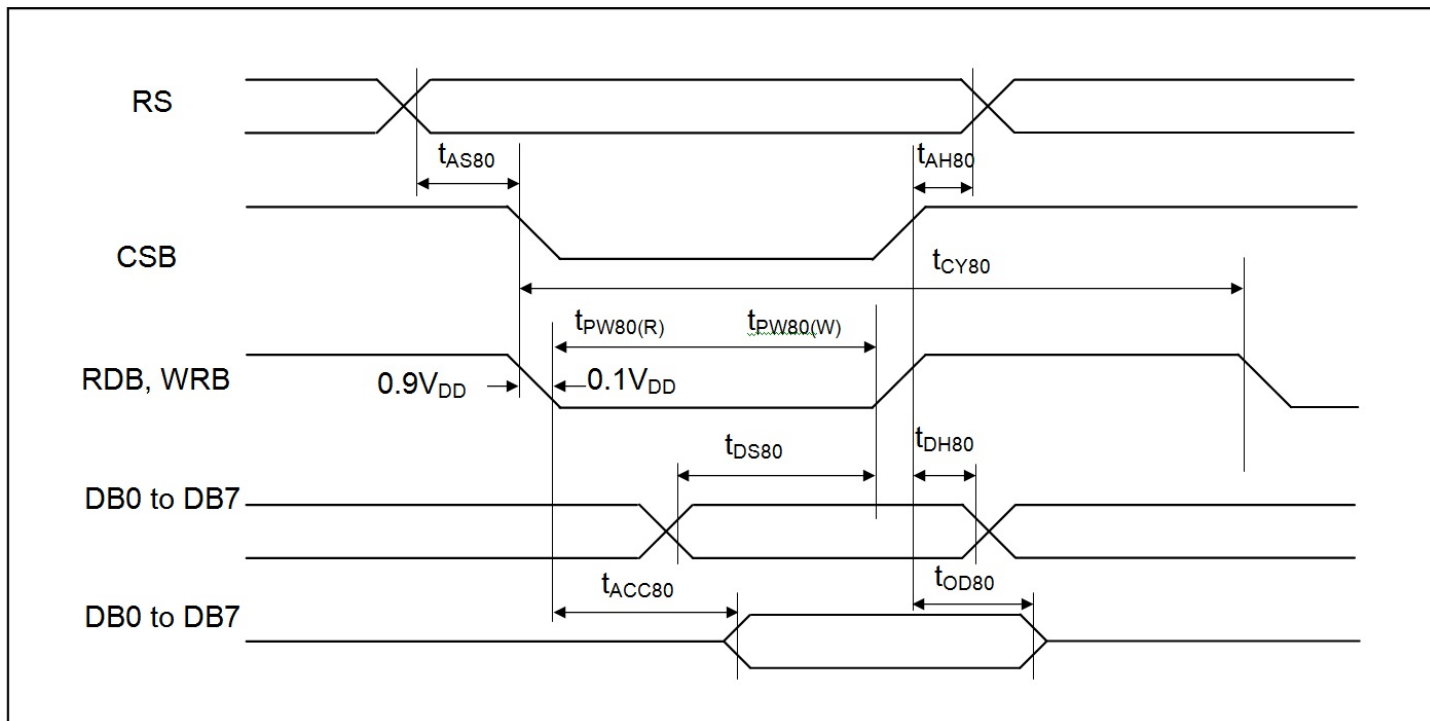 RS
tAS80
tAH80
CSB
tCY80
tPW80(R)
tPW80(W)
RDB, WRB
0.9VDD
0.1VDD
tDS80
tDH80
DB0 to DB7
tACC80
tOD80
DB0 to DB7